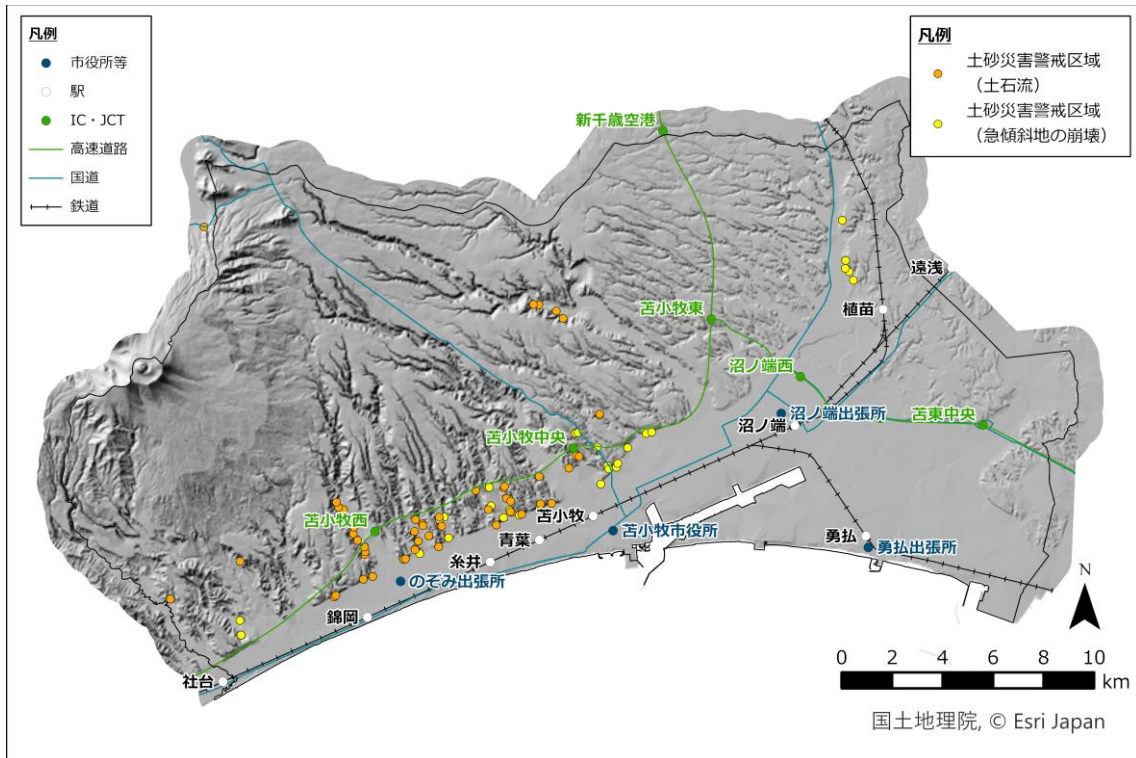 凡例
市役所等
駅
IC・JCT
高速道路
国道
鉄道
凡例
土砂災害警戒区域
（土石流）
土砂災害警戒区域
（急傾斜地の崩壊）
新千歳空港
遠浅
植苗
苫小牧東
沼ノ端西
沼ノ端出張所
沼ノ端
苫東中央
苫小牧中央
苫小牧西
苫小牧
苫小牧市役所
青葉
勇払
勇払出張所
糸井
のぞみ出張所
錦岡
社台
N
0 2 4 6 8 10
km
国土地理院, © Esri Japan